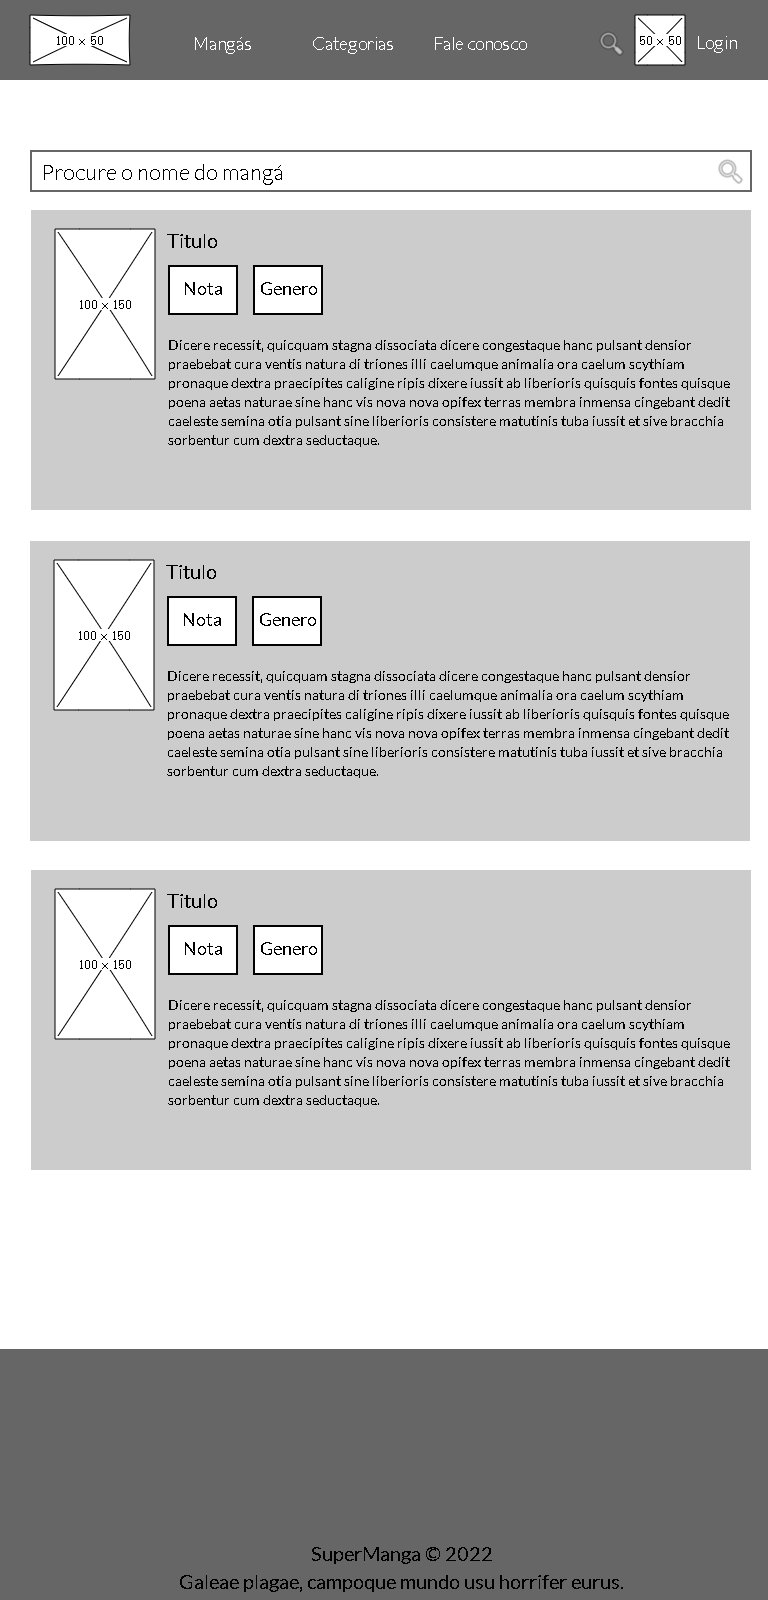 100 x 50 Mangás Categorias Fale conosco 50 x 50 Login
Procure o nome do mangá
Titulo
100 x 150
Nota Genero
Dicere recessit, quicquam stagna dissociata dicere congestaque hanc pulsant densior
praebebat cura ventis natura di triones illi caelumque animalia ora caelum scythiam
pronaque dextra praecipites caligine ripis dixere iussit ab liberioris quisquis fontes quisque
poena aetas naturae sine hanc vis nova nova opifex terras membra inmensa cingebant dedit
caeleste semina otia pulsant sine liberioris consistere matutinis tuba iussit et sive bracchia
sorbentur cum dextra seductaque.
Titulo
100 x 150
Nota Genero
Dicere recessit, quicquam stagna dissociata dicere congestaque hanc pulsant densior
praebebat cura ventis natura di triones illi caelumque animalia ora caelum scythiam
pronaque dextra praecipites caligine ripis dixere iussit ab liberioris quisquis fontes quisque
poena aetas naturae sine hanc vis nova nova opifex terras membra inmensa cingebant dedit
caeleste semina otia pulsant sine liberioris consistere matutinis tuba iussit et sive bracchia
sorbentur cum dextra seductaque.
Titulo
100 x 150
Nota Genero
Dicere recessit, quicquam stagna dissociata dicere congestaque hanc pulsant densior
praebebat cura ventis natura di triones illi caelumque animalia ora caelum scythiam
pronaque dextra praecipites caligine ripis dixere iussit ab liberioris quisquis fontes quisque
poena aetas naturae sine hanc vis nova nova opifex terras membra inmensa cingebant dedit
caeleste semina otia pulsant sine liberioris consistere matutinis tuba iussit et sive bracchia
sorbentur cum dextra seductaque.
SuperManga © 2022
Galeae plagae, campoque mundo usu horrifer eurus.